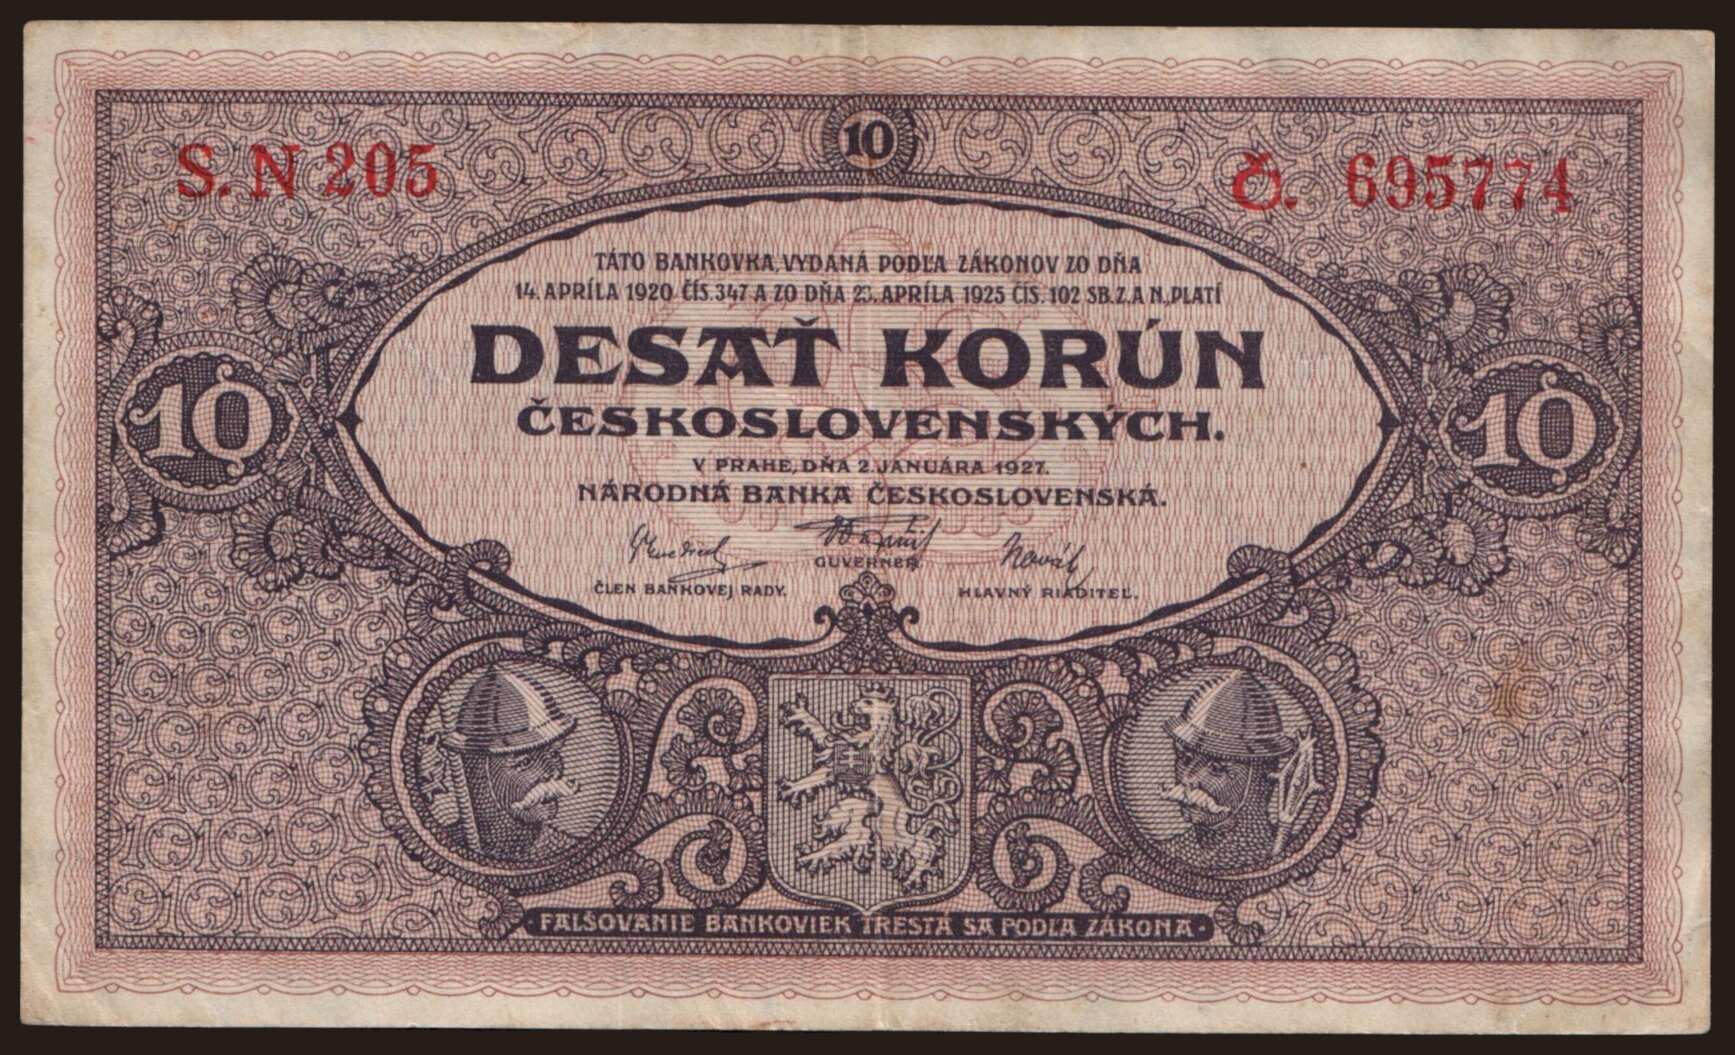 10
S. N 205
Č. 695774
TÁTO BANKOVKA, VYDANÁ PODĽA ZÁKONOV ZO DŇA
14. APRÍLA 1920 ČÍS. 347 A ZO DŇA 23. APRÍLA 1925 ČÍS. 102 SB. Z. A N. PLATÍ
DESAŤ KORÚN
ČESKOSLOVENSKÝCH.
10
10
V PRAHE, DŇA 2. JANUÁRA 1927.
NÁRODNÁ BANKA ČESKOSLOVENSKÁ.
Novák
GUVERNER.
ČLEN BANKOVEJ RADY.
HLAVNÝ RIADITEĽ.
FALŠOVANIE BANKOVIEK TRESTÁ SA PODLA ZÁKONA